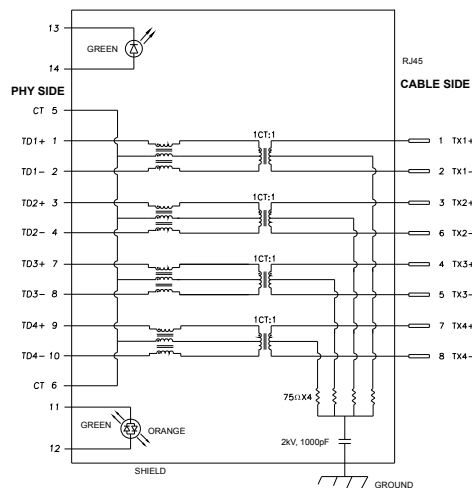 13
GREEN
14
RJ45
PHY SIDE
CABLE SIDE
CT 5
1CT:1
TD1+ 1
1 TX1+
TD1- 2
2 TX1-
1CT:1
TD2+ 3
3 TX2+
TD2- 4
6 TX2-
1CT:1
TD3+ 7
4 TX3+
TD3- 8
5 TX3-
1CT:1
TD4+ 9
7 TX4+
TD4- 10
8 TX4-
CT 6
75ΩX4
11
GREEN
ORANGE
12
2kV, 1000pF
SHIELD
GROUND